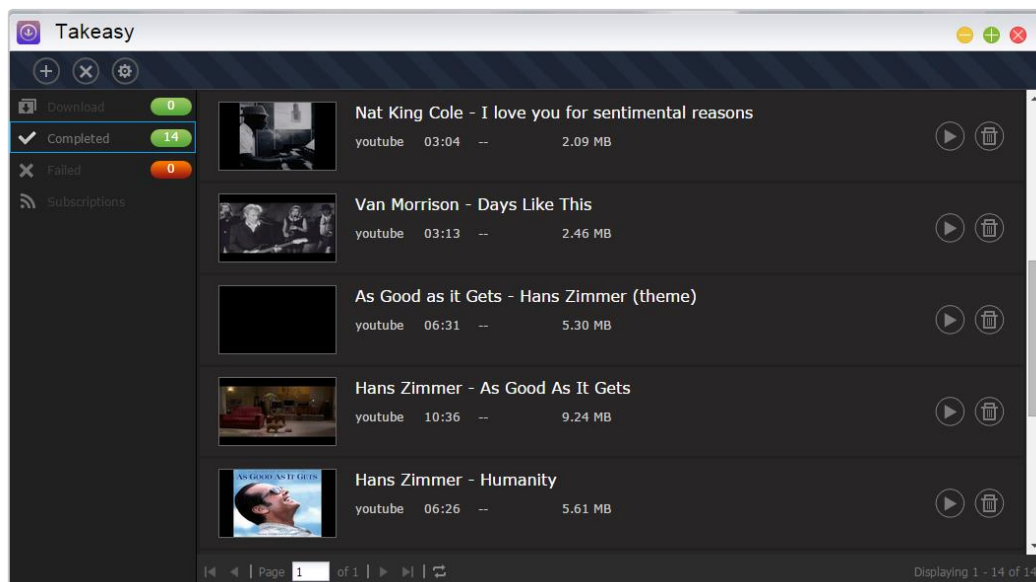 Takeasy
Download 0
Completed 14
Failed 0
Subscriptions
Nat King Cole - I love you for sentimental reasons
youtube 03:04 -- 2.09 MB
Van Morrison - Days Like This
youtube 03:13 -- 2.46 MB
As Good as it Gets - Hans Zimmer (theme)
youtube 06:31 -- 5.30 MB
Hans Zimmer - As Good As It Gets
youtube 10:36 -- 9.24 MB
AS GOOD AS IT GETS
Hans Zimmer - Humanity
youtube 06:26 -- 5.61 MB
Page 1 of 1
Displaying 1 - 14 of 14